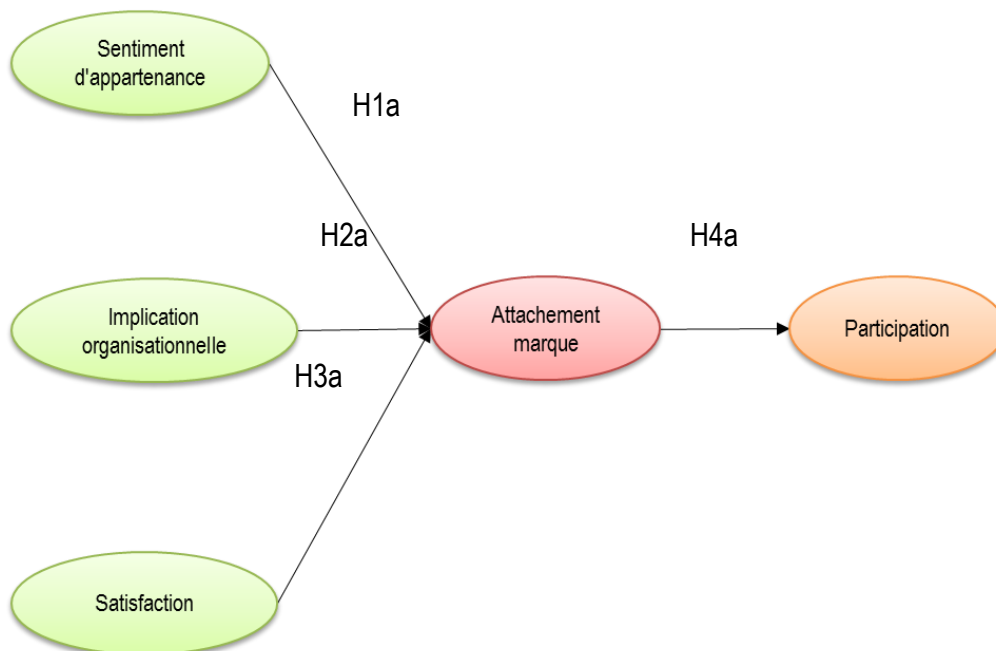 Sentiment
d'appartenance
H1a
H2a
H4a
Implication
organisationnelle
Attachement
marque
Participation
H3a
Satisfaction